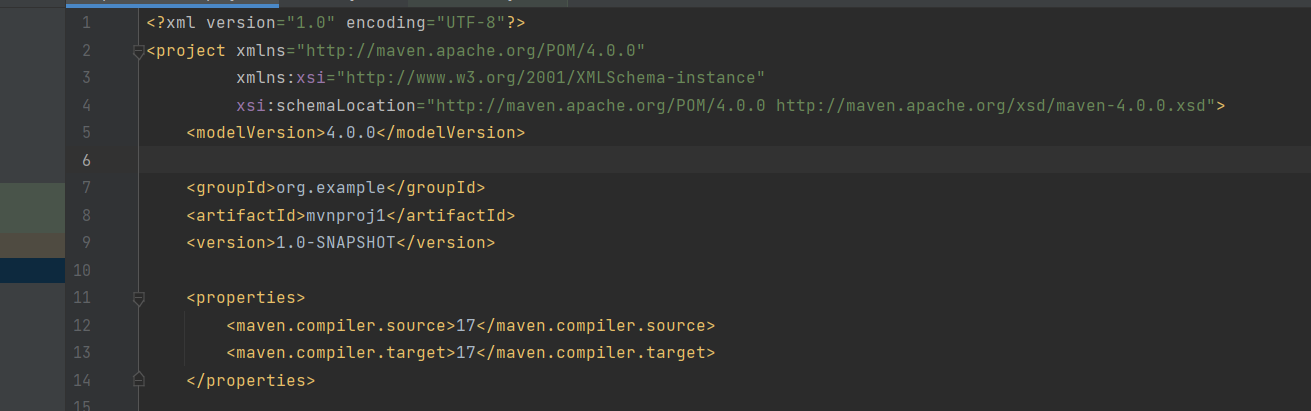 1 <?xml version="1.0" encoding="UTF-8"?>
2 <project xmlns="http://maven.apache.org/POM/4.0.0"
3 xmlns:xsi="http://www.w3.org/2001/XMLSchema-instance"
4 xsi:schemaLocation="http://maven.apache.org/POM/4.0.0 http://maven.apache.org/xsd/maven-4.0.0.xsd">
5 <modelVersion>4.0.0</modelVersion>
6
7 <groupId>org.example</groupId>
8 <artifactId>mvnproj1</artifactId>
9 <version>1.0-SNAPSHOT</version>
10
11 <properties>
12 <maven.compiler.source>17</maven.compiler.source>
13 <maven.compiler.target>17</maven.compiler.target>
14 </properties>
15